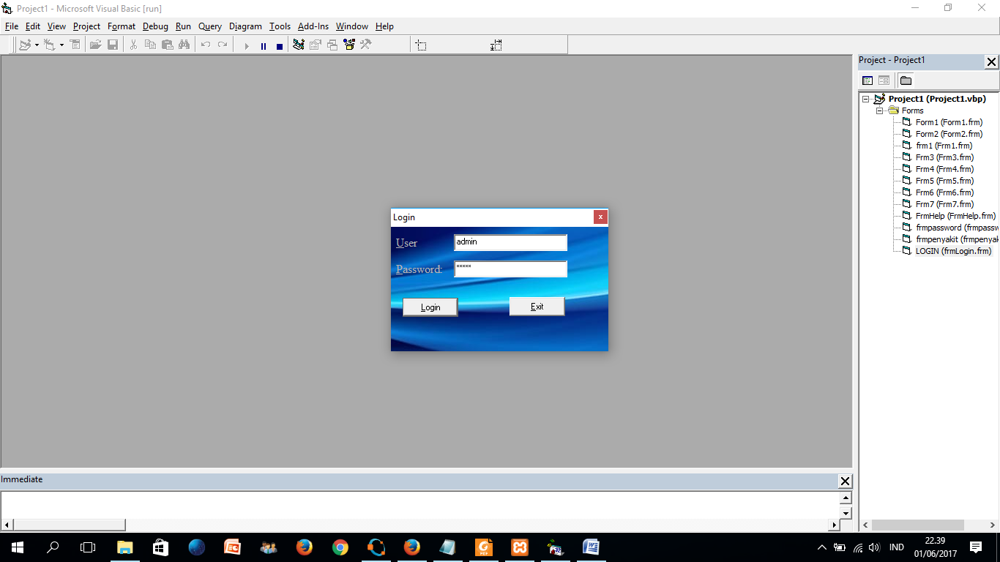 Project1 - Microsoft Visual Basic [run]
File Edit View Project Format Debug Run Query Diagram Tools Add-Ins Window Help
Project - Project1
Project1 (Project1.vbp)
Forms
Form1 (Form1.frm)
Form2 (Form2.frm)
frm1 (Frm1.frm)
Frm3 (Frm3.frm)
Frm4 (Frm4.frm)
Frm5 (Frm5.frm)
Frm6 (Frm6.frm)
Frm7 (Frm7.frm)
FrmHelp (FrmHelp.frm)
frmpassword (frmpassw
frmpenyakit (frmpenyak
LOGIN (frmLogin.frm)
Login
User admin
Password: *****
Login Exit
Immediate
IND
22.39
01/06/2017